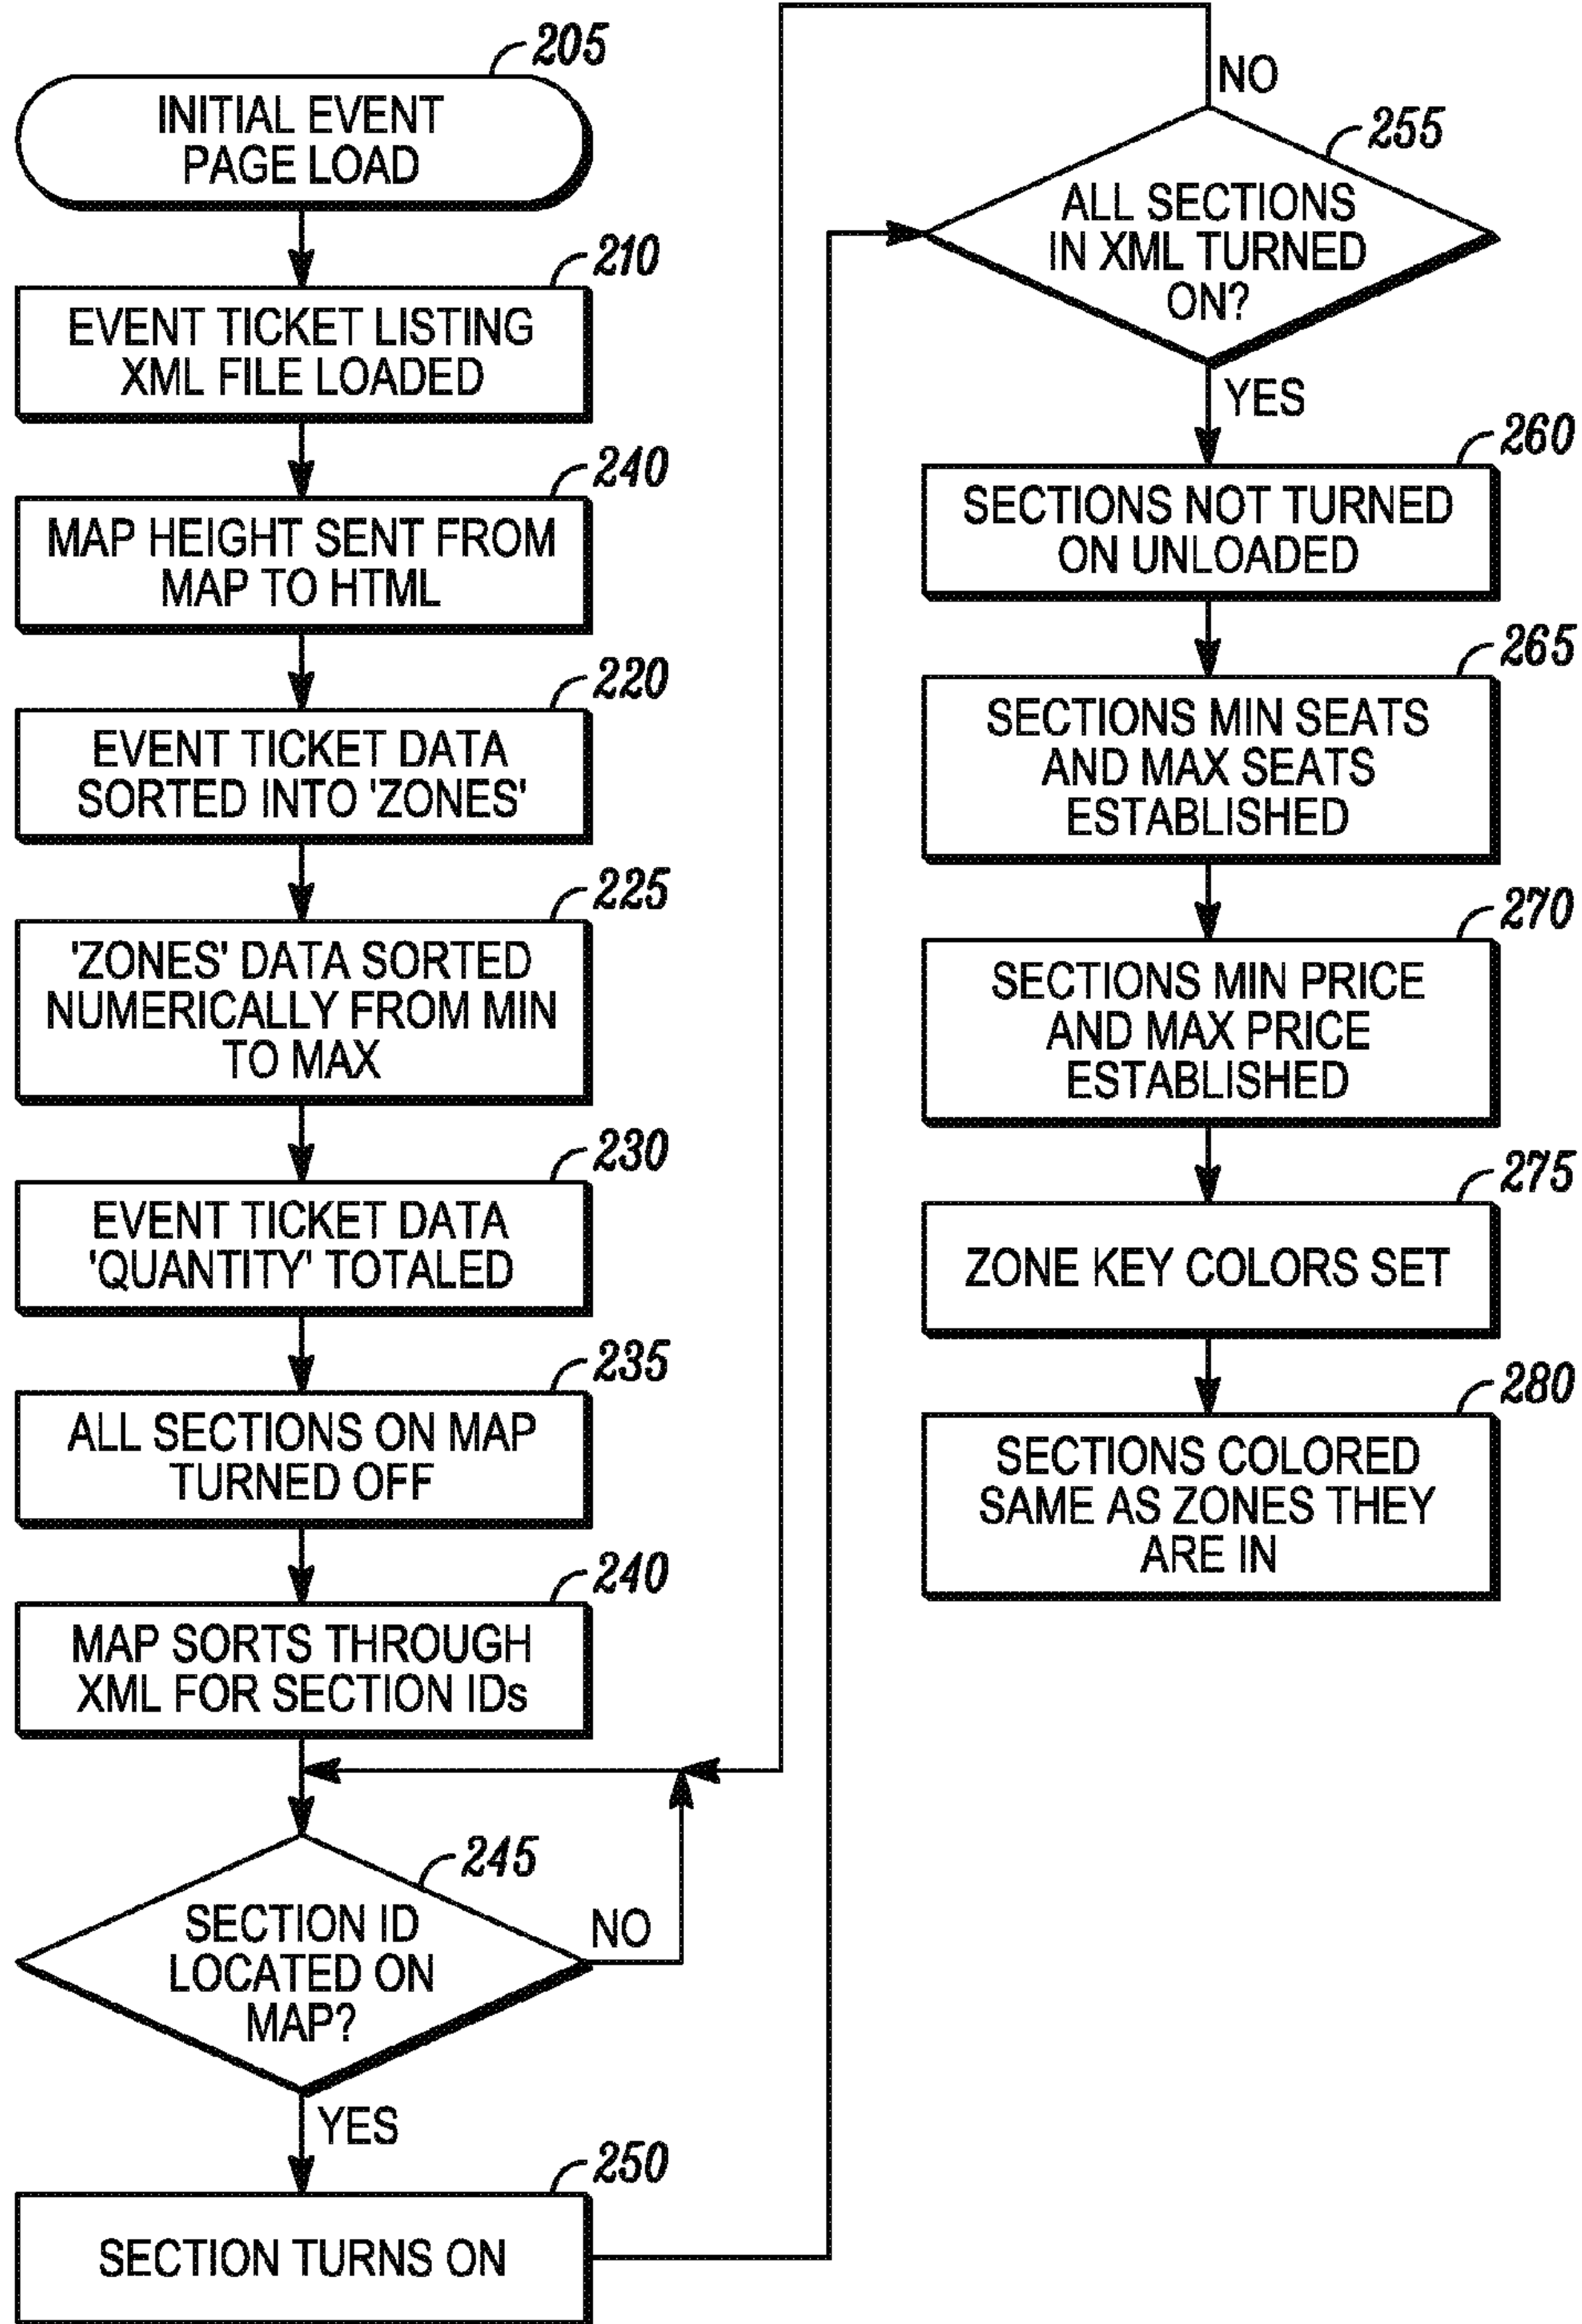 205
INITIAL EVENT
PAGE LOAD
210
EVENT TICKET LISTING
XML FILE LOADED
240
MAP HEIGHT SENT FROM
MAP TO HTML
220
EVENT TICKET DATA
SORTED INTO 'ZONES'
225
'ZONES' DATA SORTED
NUMERICALLY FROM MIN
TO MAX
230
EVENT TICKET DATA
'QUANTITY' TOTALED
235
ALL SECTIONS ON MAP
TURNED OFF
240
MAP SORTS THROUGH
XML FOR SECTION IDs
245
SECTION ID
LOCATED ON
MAP?
NO
YES
250
SECTION TURNS ON
NO
255
ALL SECTIONS
IN XML TURNED
ON?
YES
260
SECTIONS NOT TURNED
ON UNLOADED
265
SECTIONS MIN SEATS
AND MAX SEATS
ESTABLISHED
270
SECTIONS MIN PRICE
AND MAX PRICE
ESTABLISHED
275
ZONE KEY COLORS SET
280
SECTIONS COLORED
SAME AS ZONES THEY
ARE IN